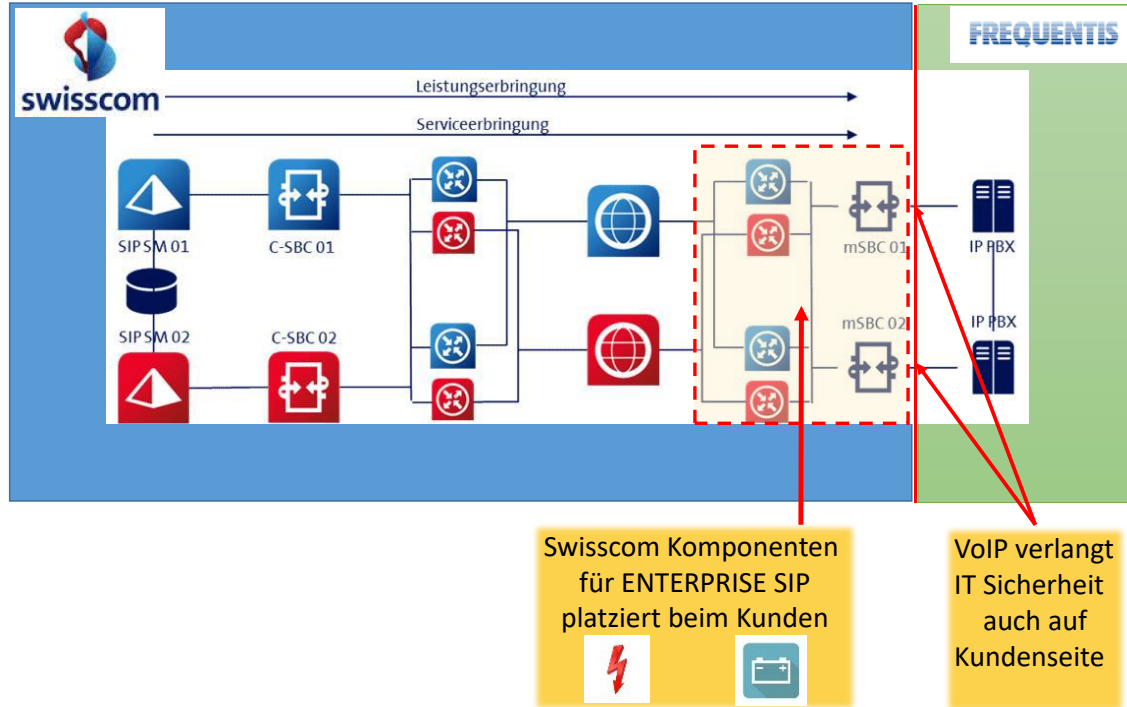 swisscom
FREQUENTIS
Leistungserbringung
Serviceerbringung
SIP SM 01
C-SBC 01
mSBC 01
IP PBX
SIP SM 02
C-SBC 02
mSBC 02
IP PBX
Swisscom Komponenten
für ENTERPRISE SIP
platziert beim Kunden
VoIP verlangt
IT Sicherheit
auch auf
Kundenseite